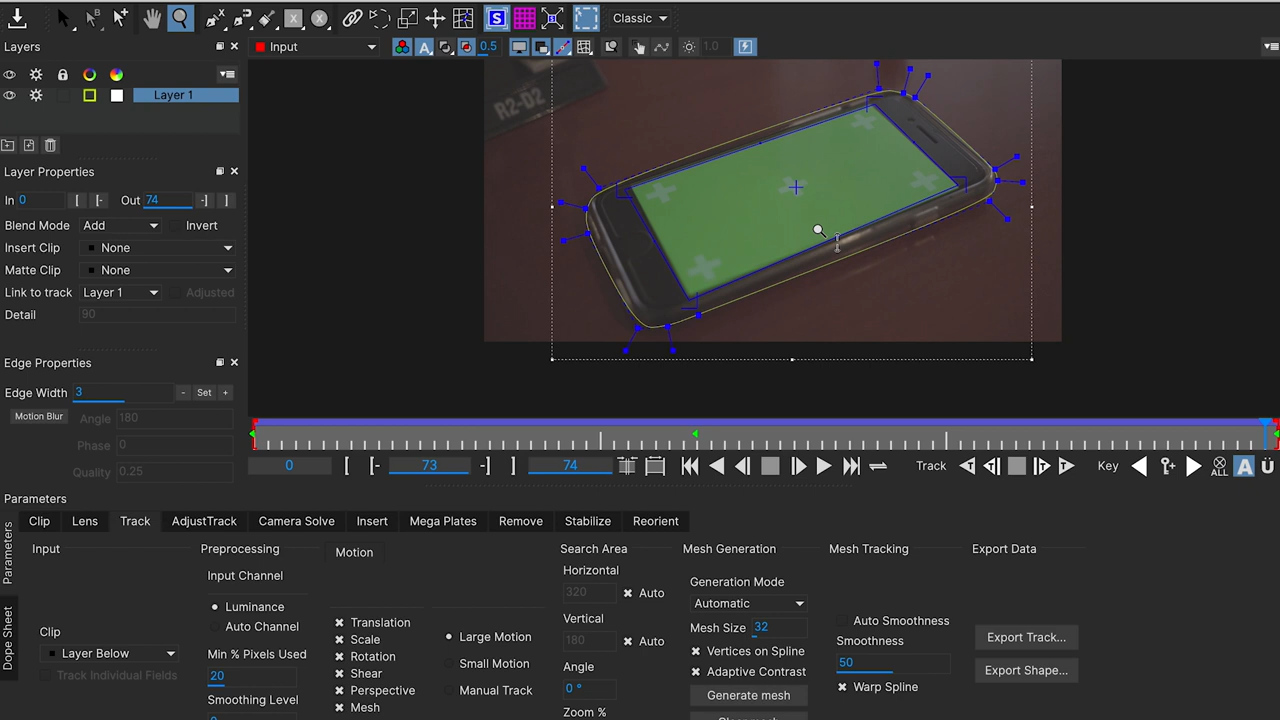 S
Classic
Layers
Input
A
0.5
1.0
Layer 1
R2-D2
Layer Properties
In 0 [ [- Out 74 -] ]
Blend Mode Add Invert
Insert Clip None
Matte Clip None
Link to track Layer 1 Adjusted
Detail 90
Edge Properties
Edge Width 3 - Set +
Motion Blur Angle 180
Phase 0
Quality 0.25
0 [ [- 73 -] ] 74 Track T T T T Key ALL A Ü
Parameters
Clip Lens Track AdjustTrack Camera Solve Insert Mega Plates Remove Stabilize Reorient
Parameters
Dope Sheet
Input
Clip
Layer Below
Track Individual Fields
Preprocessing
Input Channel
Luminance
Auto Channel
Min % Pixels Used
20
Smoothing Level
Motion
Translation
Scale
Rotation
Shear
Perspective
Mesh
Large Motion
Small Motion
Manual Track
Search Area
Horizontal
320 Auto
Vertical
180 Auto
Angle
0 °
Zoom %
Mesh Generation
Generation Mode
Automatic
Mesh Size 32
Vertices on Spline
Adaptive Contrast
Generate mesh
Mesh Tracking
Auto Smoothness
Smoothness
50
Warp Spline
Export Data
Export Track...
Export Shape...